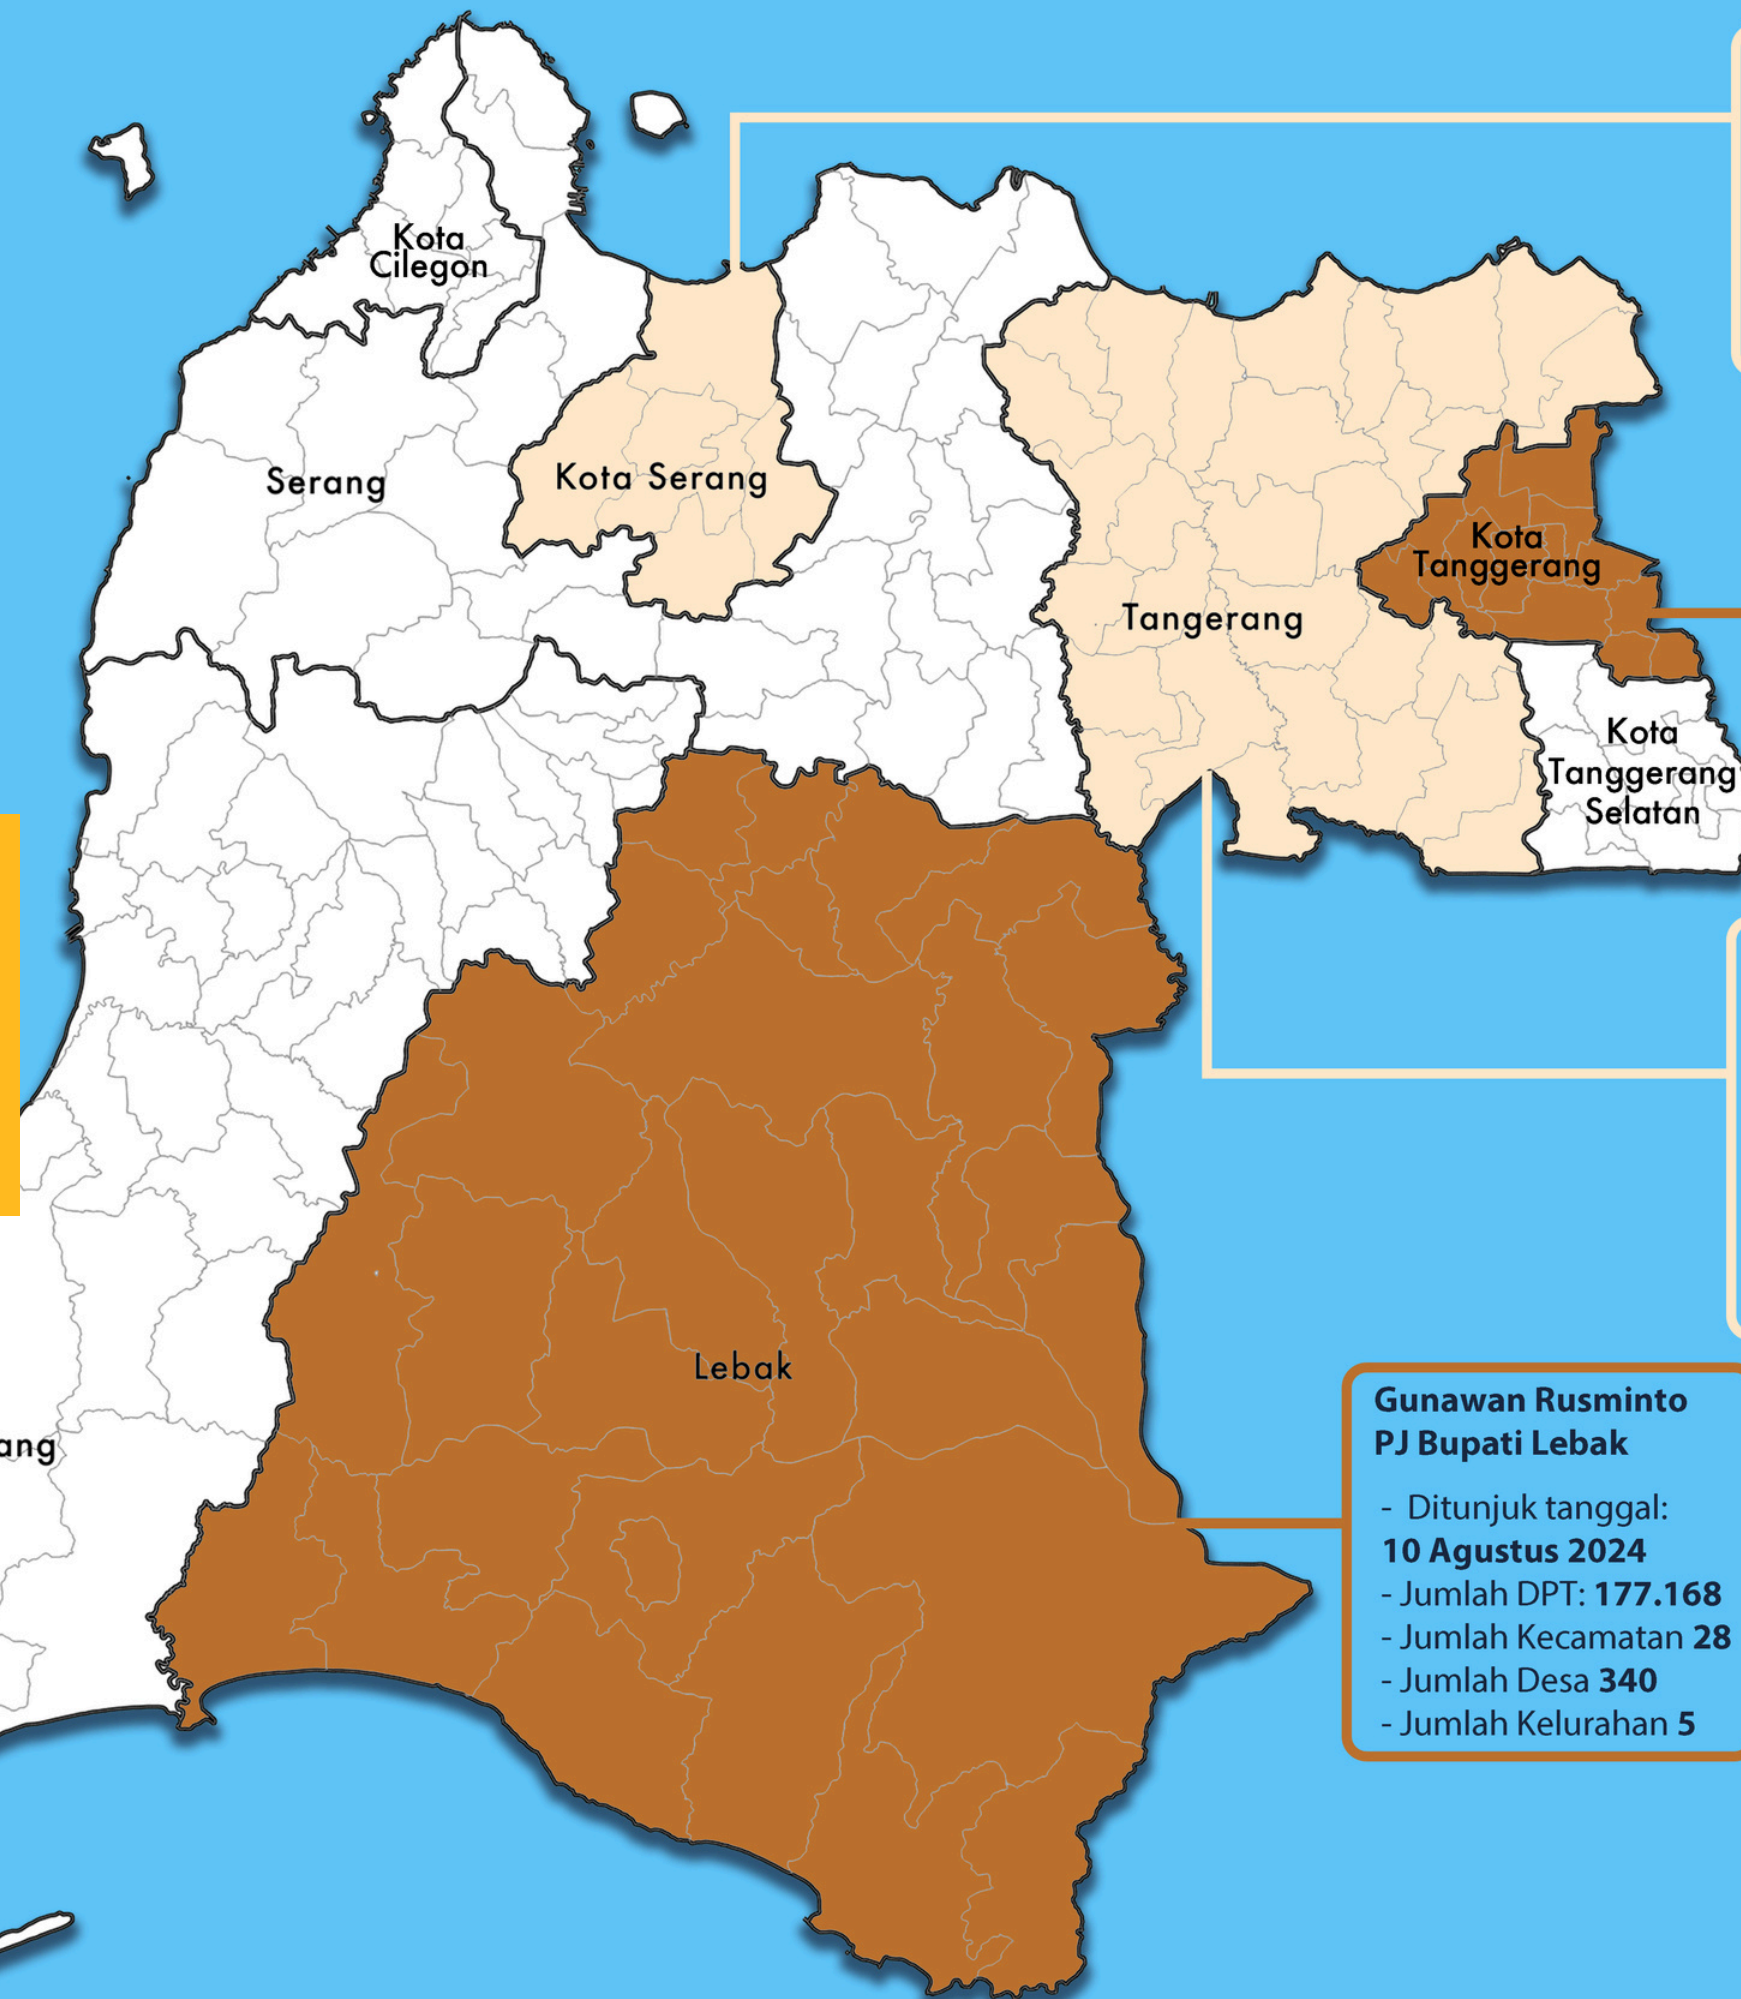 Kota
Cilegon
Serang
Kota Serang
Kota
Tanggerang
Tangerang
Kota
Tanggerang
Selatan
Lebak
ang
Gunawan Rusminto
PJ Bupati Lebak
- Ditunjuk tanggal:
10 Agustus 2024
- Jumlah DPT: 177.168
- Jumlah Kecamatan 28
- Jumlah Desa 340
- Jumlah Kelurahan 5